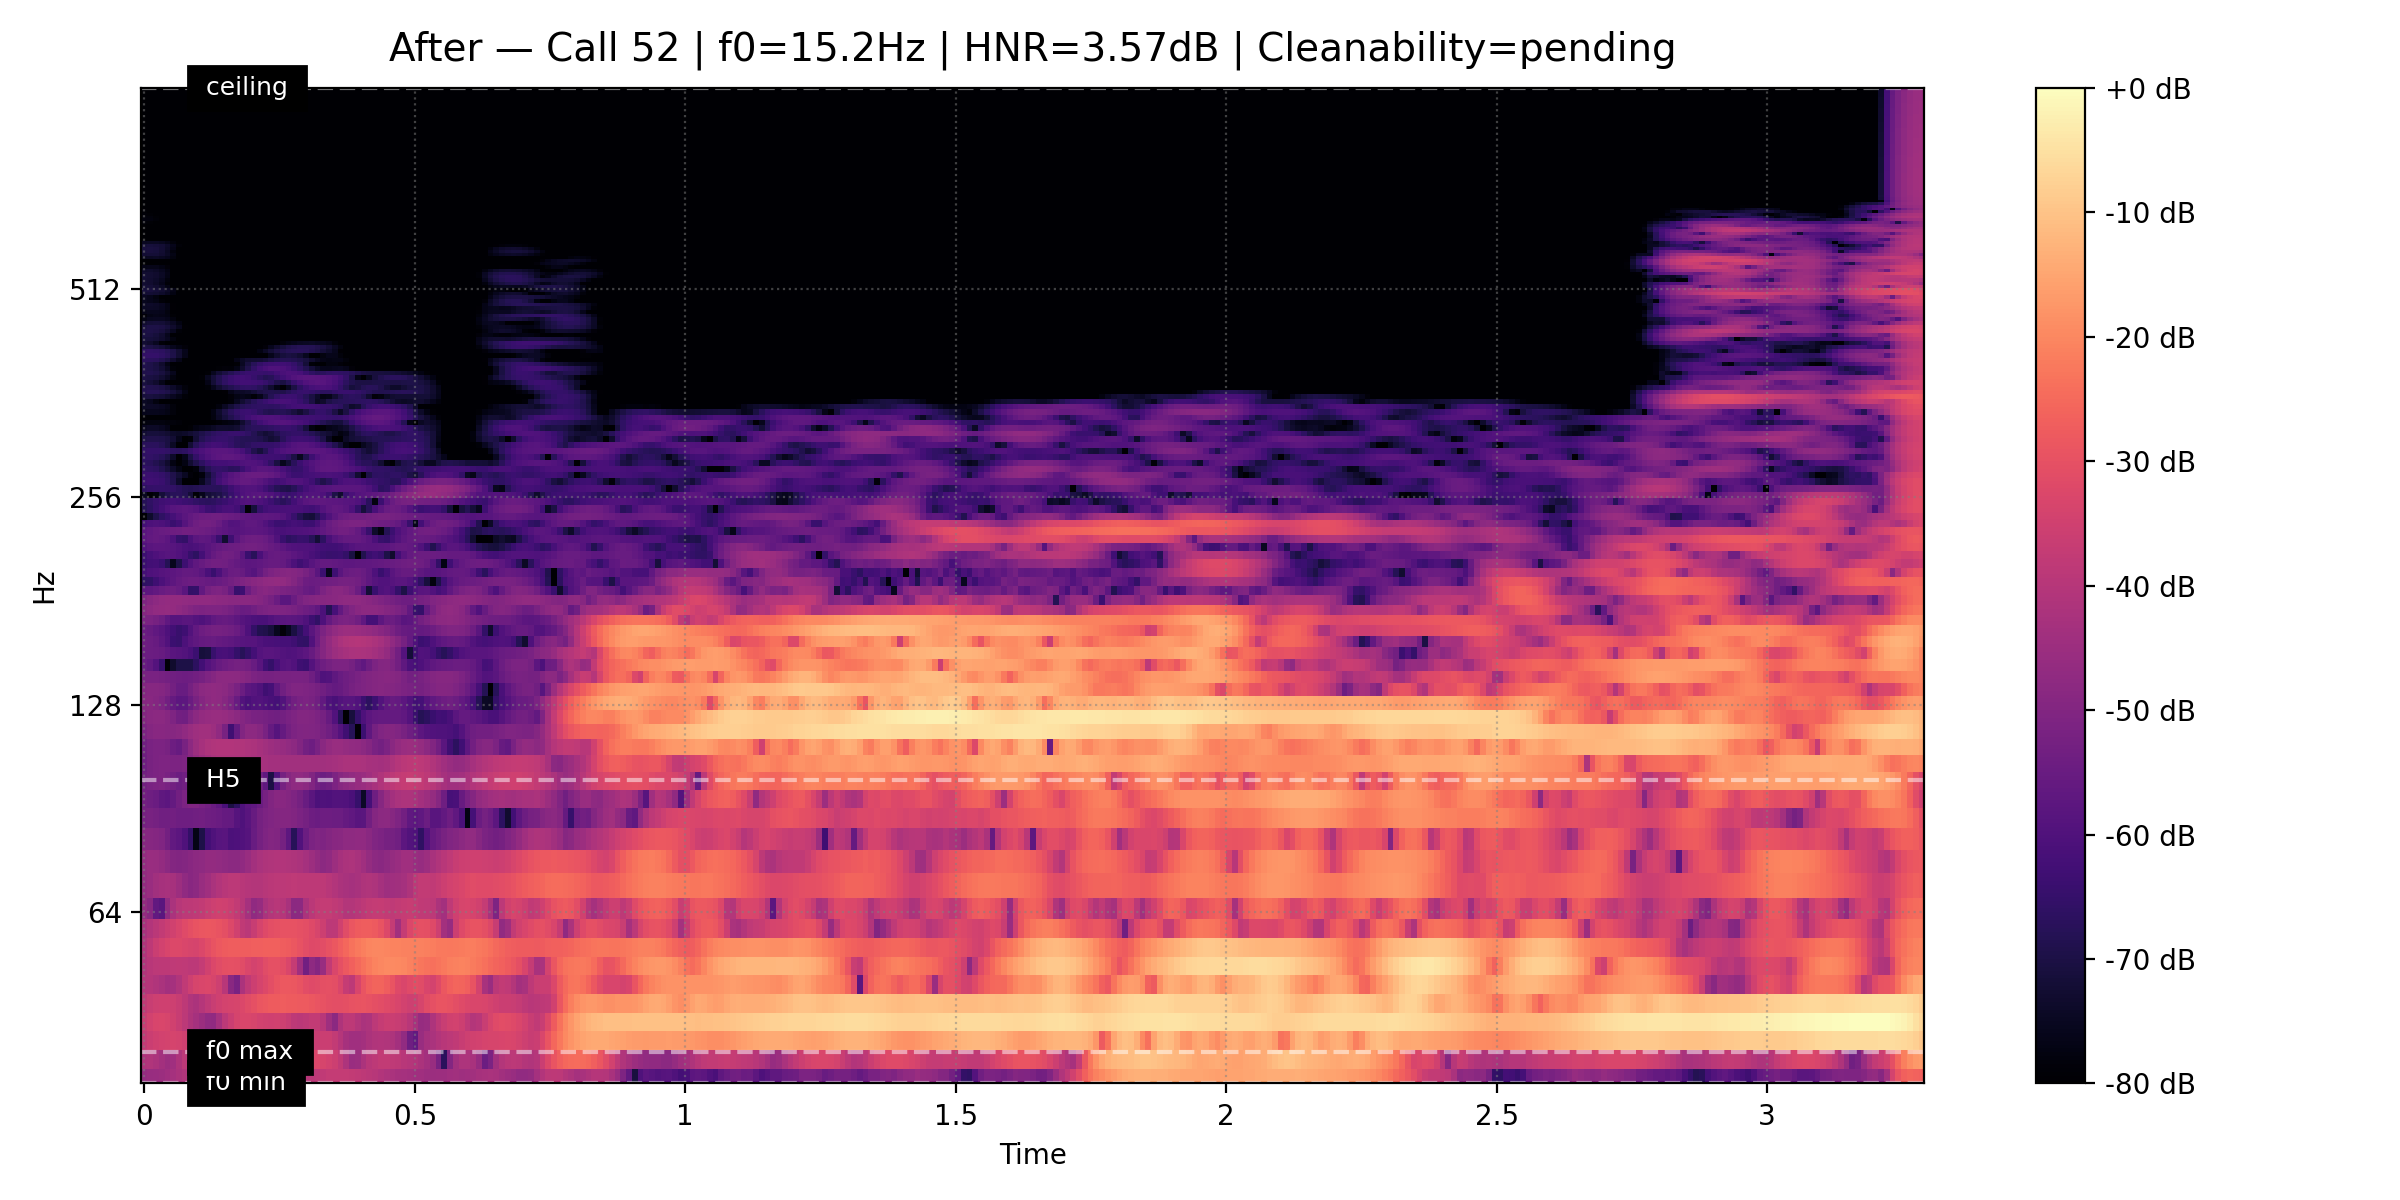 After — Call 52 | f0=15.2Hz | HNR=3.57dB | Cleanability=pending
ceiling
+0 dB
-10 dB
512
-20 dB
-30 dB
256
-40 dB
Hz
128
-50 dB
H5
-60 dB
64
-70 dB
f0 max
f0 min
-80 dB
0 0.5 1 1.5 2 2.5 3
Time